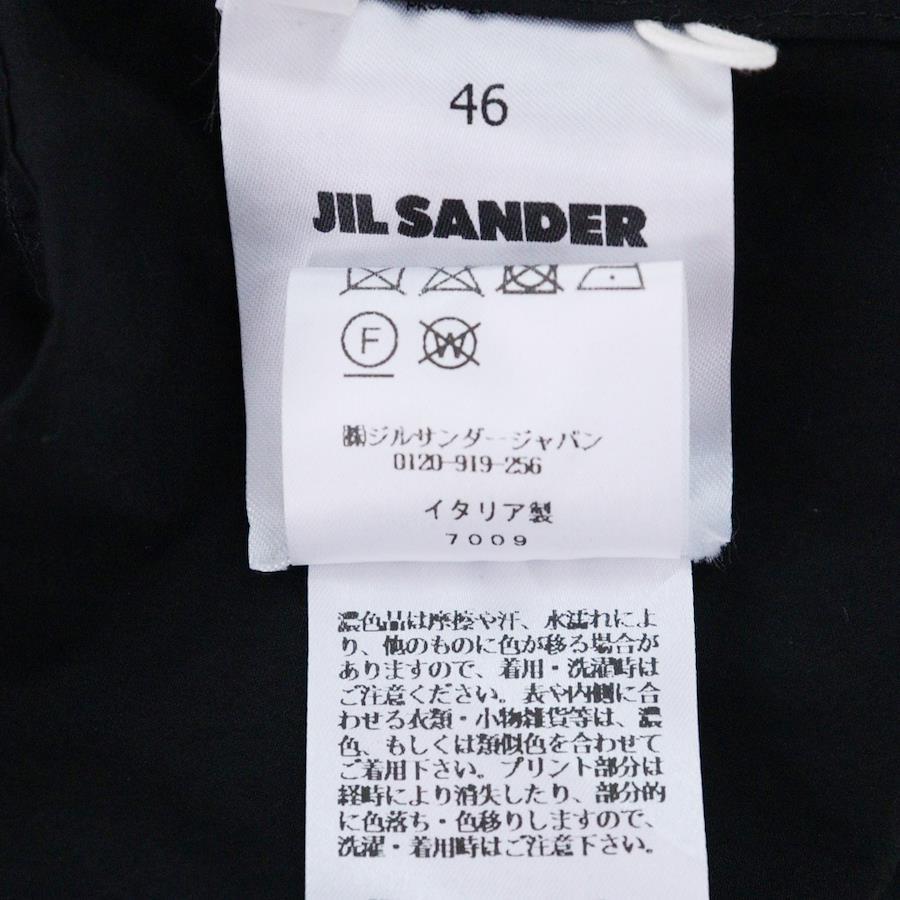 46
JIL SANDER
F
W
㈱ジルサンダージャパン
0120-919-256
イタリア製
7009
濃色品は摩擦や汗、水濡れによ
り、他のものに色が移る場合が
ありますので、着用・洗濯時は
ご注意ください。表や内側に合
わせる衣類・小物雑貨等は、濃
色、もしくは類似色を合わせて
ご着用下さい。プリント部分は
経時により消失したり、部分的
に色落ち・色移りしますので、
洗濯・着用時はご注意下さい。